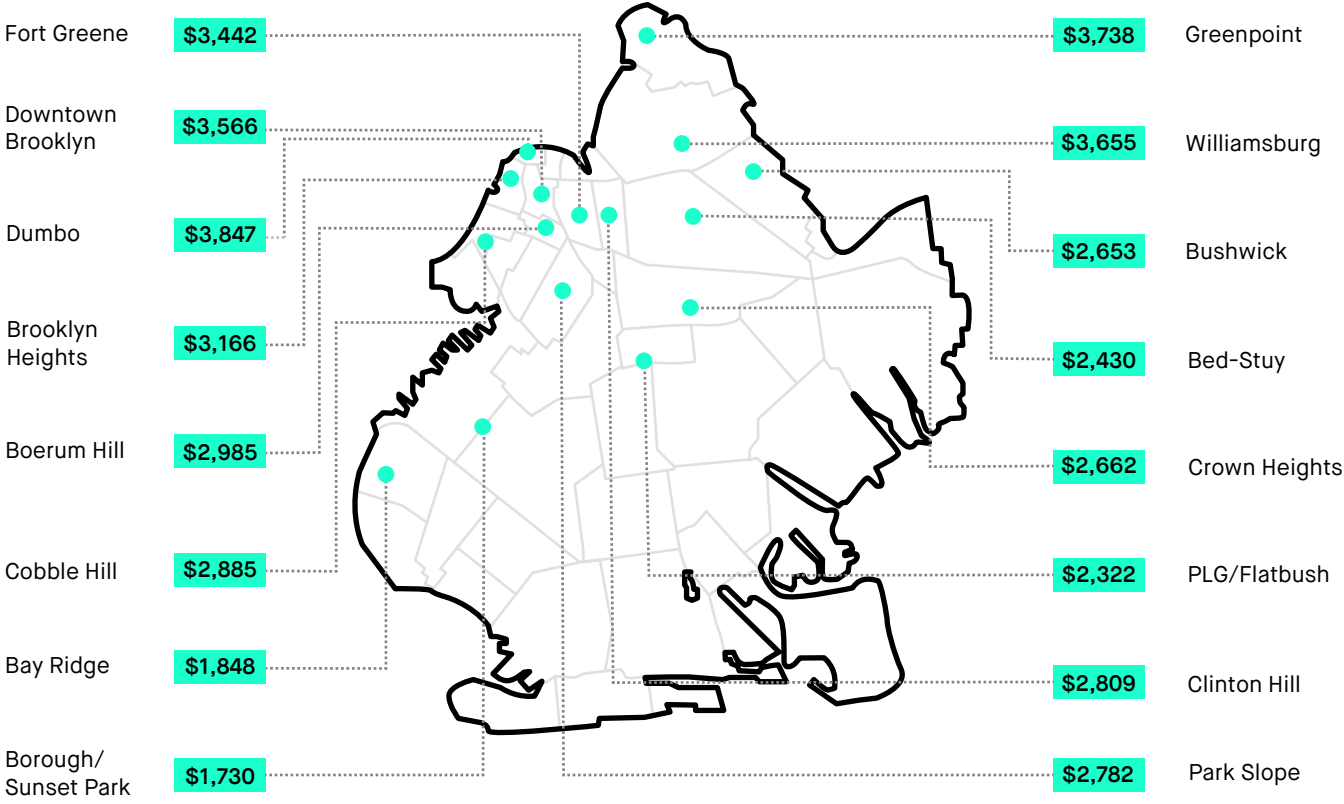 Fort Greene $3,442
Downtown
Brooklyn $3,566
Dumbo $3,847
Brooklyn
Heights $3,166
Boerum Hill $2,985
Cobble Hill $2,885
Bay Ridge $1,848
Borough/
Sunset Park $1,730
$3,738 Greenpoint
$3,655 Williamsburg
$2,653 Bushwick
$2,430 Bed-Stuy
$2,662 Crown Heights
$2,322 PLG/Flatbush
$2,809 Clinton Hill
$2,782 Park Slope